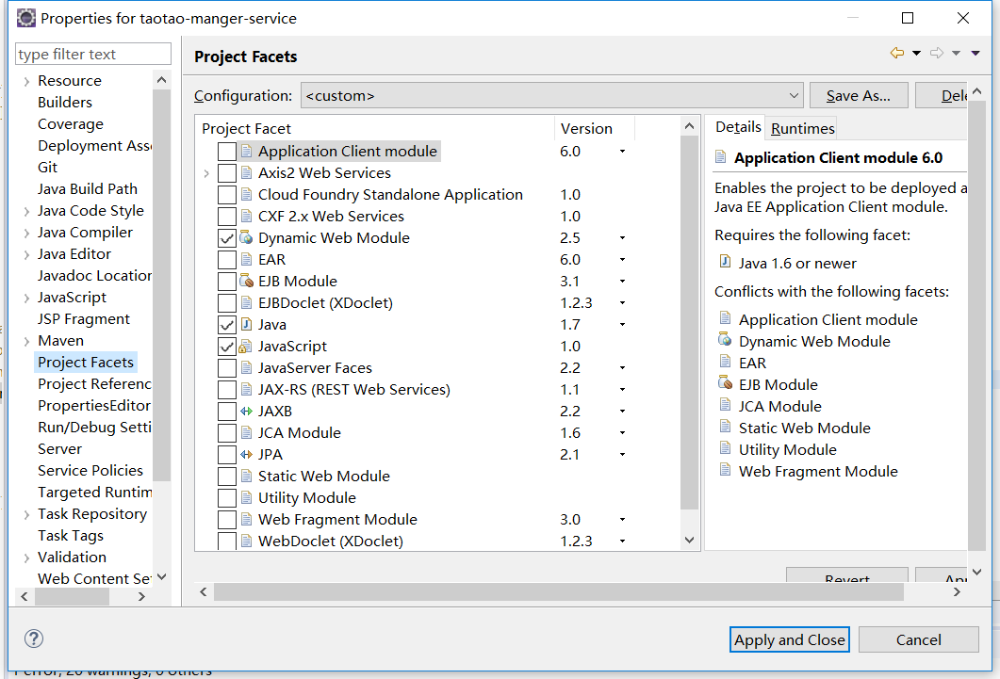 Properties for taotao-manger-service
type filter text
Resource
Builders
Coverage
Deployment Ass
Git
Java Build Path
Java Code Style
Java Compiler
Java Editor
Javadoc Location
JavaScript
JSP Fragment
Maven
Project Facets
Project Referenc
PropertiesEditor
Run/Debug Setti
Server
Service Policies
Targeted Runtim
Task Repository
Task Tags
Validation
Web Content Set
Project Facets
Configuration: <custom> Save As... Dele
Project Facet Version
Application Client module 6.0
Axis2 Web Services
Cloud Foundry Standalone Application 1.0
CXF 2.x Web Services 1.0
Dynamic Web Module 2.5
EAR 6.0
EJB Module 3.1
EJBDoclet (XDoclet) 1.2.3
Java 1.7
JavaScript 1.0
JavaServer Faces 2.2
JAX-RS (REST Web Services) 1.1
JAXB 2.2
JCA Module 1.6
JPA 2.1
Static Web Module
Utility Module
Web Fragment Module 3.0
WebDoclet (XDoclet) 1.2.3
Details Runtimes
Application Client module 6.0
Enables the project to be deployed a
Java EE Application Client module.
Requires the following facet:
Java 1.6 or newer
Conflicts with the following facets:
Application Client module
Dynamic Web Module
EAR
EJB Module
JCA Module
Static Web Module
Utility Module
Web Fragment Module
Revert App
Apply and Close Cancel
1 error, 20 warnings, 0 others